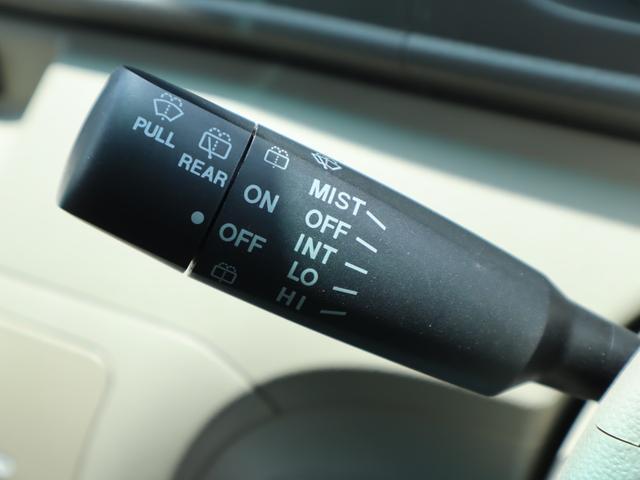 PULL
REAR
ON
OFF
MIST
OFF
INT
LO
HI